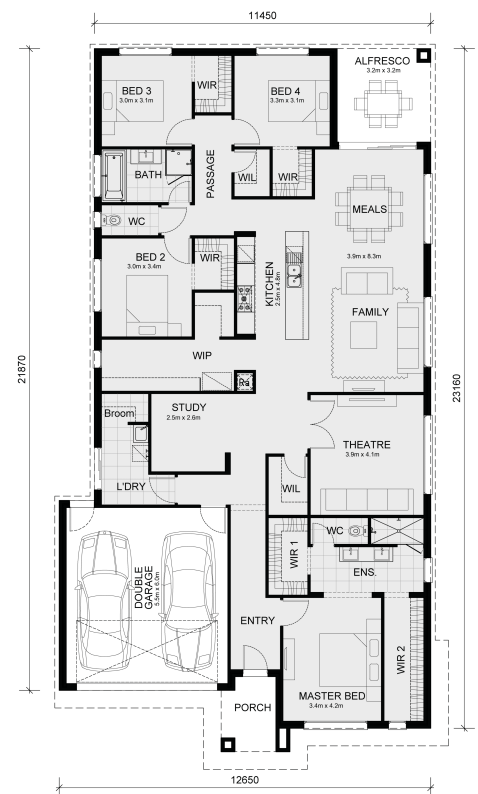 11450
ALFRESCO
3.2m x 3.2m
BED 3
3.0m x 3.1m
WIR
BED 4
3.3m x 3.1m
BATH
PASSAGE
WIL
WIR
MEALS
WC
3.9m x 8.3m
BED 2
3.0m x 3.4m
WIR
KITCHEN
2.5m x 4.8m
FAMILY
21870
WIP
23160
Broom
STUDY
2.5m x 2.6m
THEATRE
3.9m x 4.1m
L'DRY
WIL
WC
WIR 1
ENS.
DOUBLE
GARAGE
5.5m x 6.0m
ENTRY
WIR 2
MASTER BED
3.4m x 4.2m
PORCH
12650